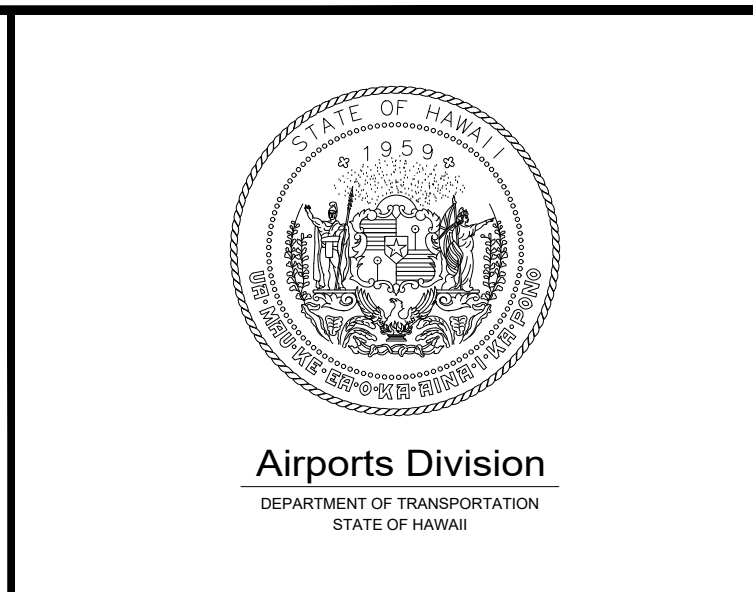 STATE OF HAWAII
1959
UA·MAU·KE·EA·O·KA·AINA·I·KA·PONO
Airports Division
DEPARTMENT OF TRANSPORTATION
STATE OF HAWAII